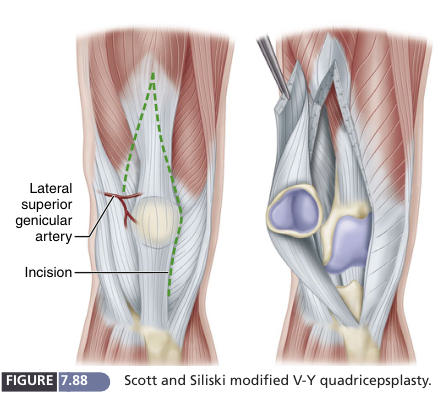 Lateral
superior
genicular
artery
Incision
FIGURE 7.88 Scott and Siliski modified V-Y quadricepsplasty.